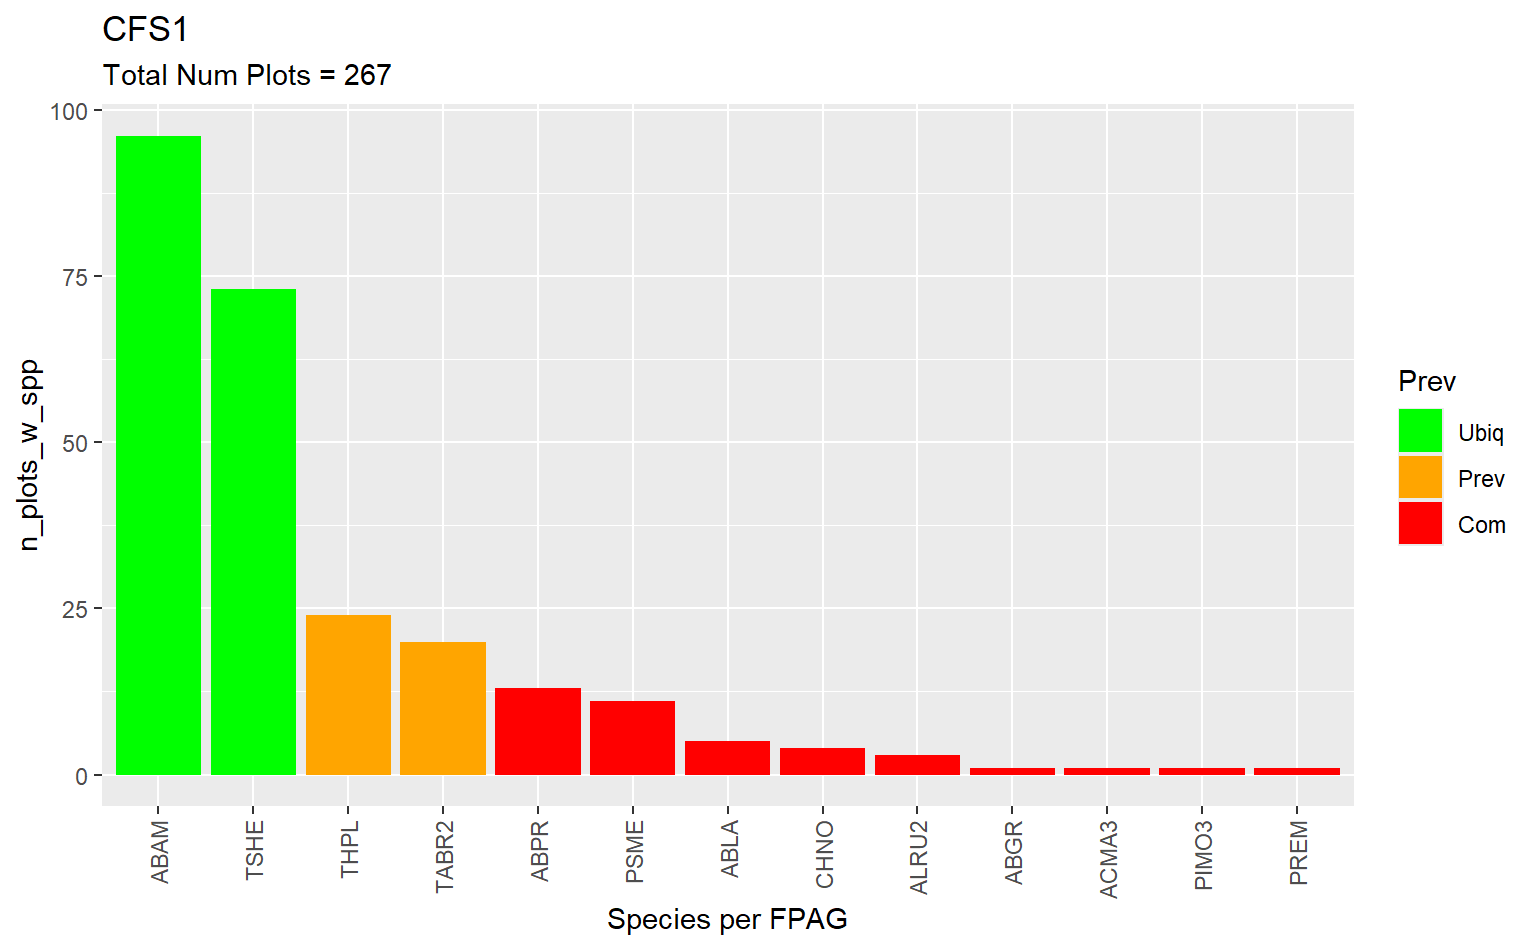 CFS1
Total Num Plots = 267
n_plots_w_spp
100
75
50
25
0
ABAM
TSHE
THPL
TABR2
ABPR
PSME
ABLA
CHNO
ALRU2
ABGR
ACMA3
PIMO3
PREM
Species per FPAG
Prev
Ubiq
Prev
Com